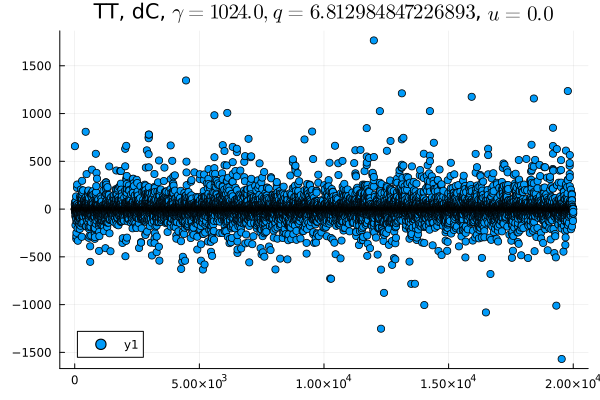 TT, dC, γ = 1024.0, q = 6.812984847226893, u = 0.0
1500
1000
500
0
−500
−1000
−1500
y1
0 5.00×10³ 1.00×10⁴ 1.50×10⁴ 2.00×10⁴